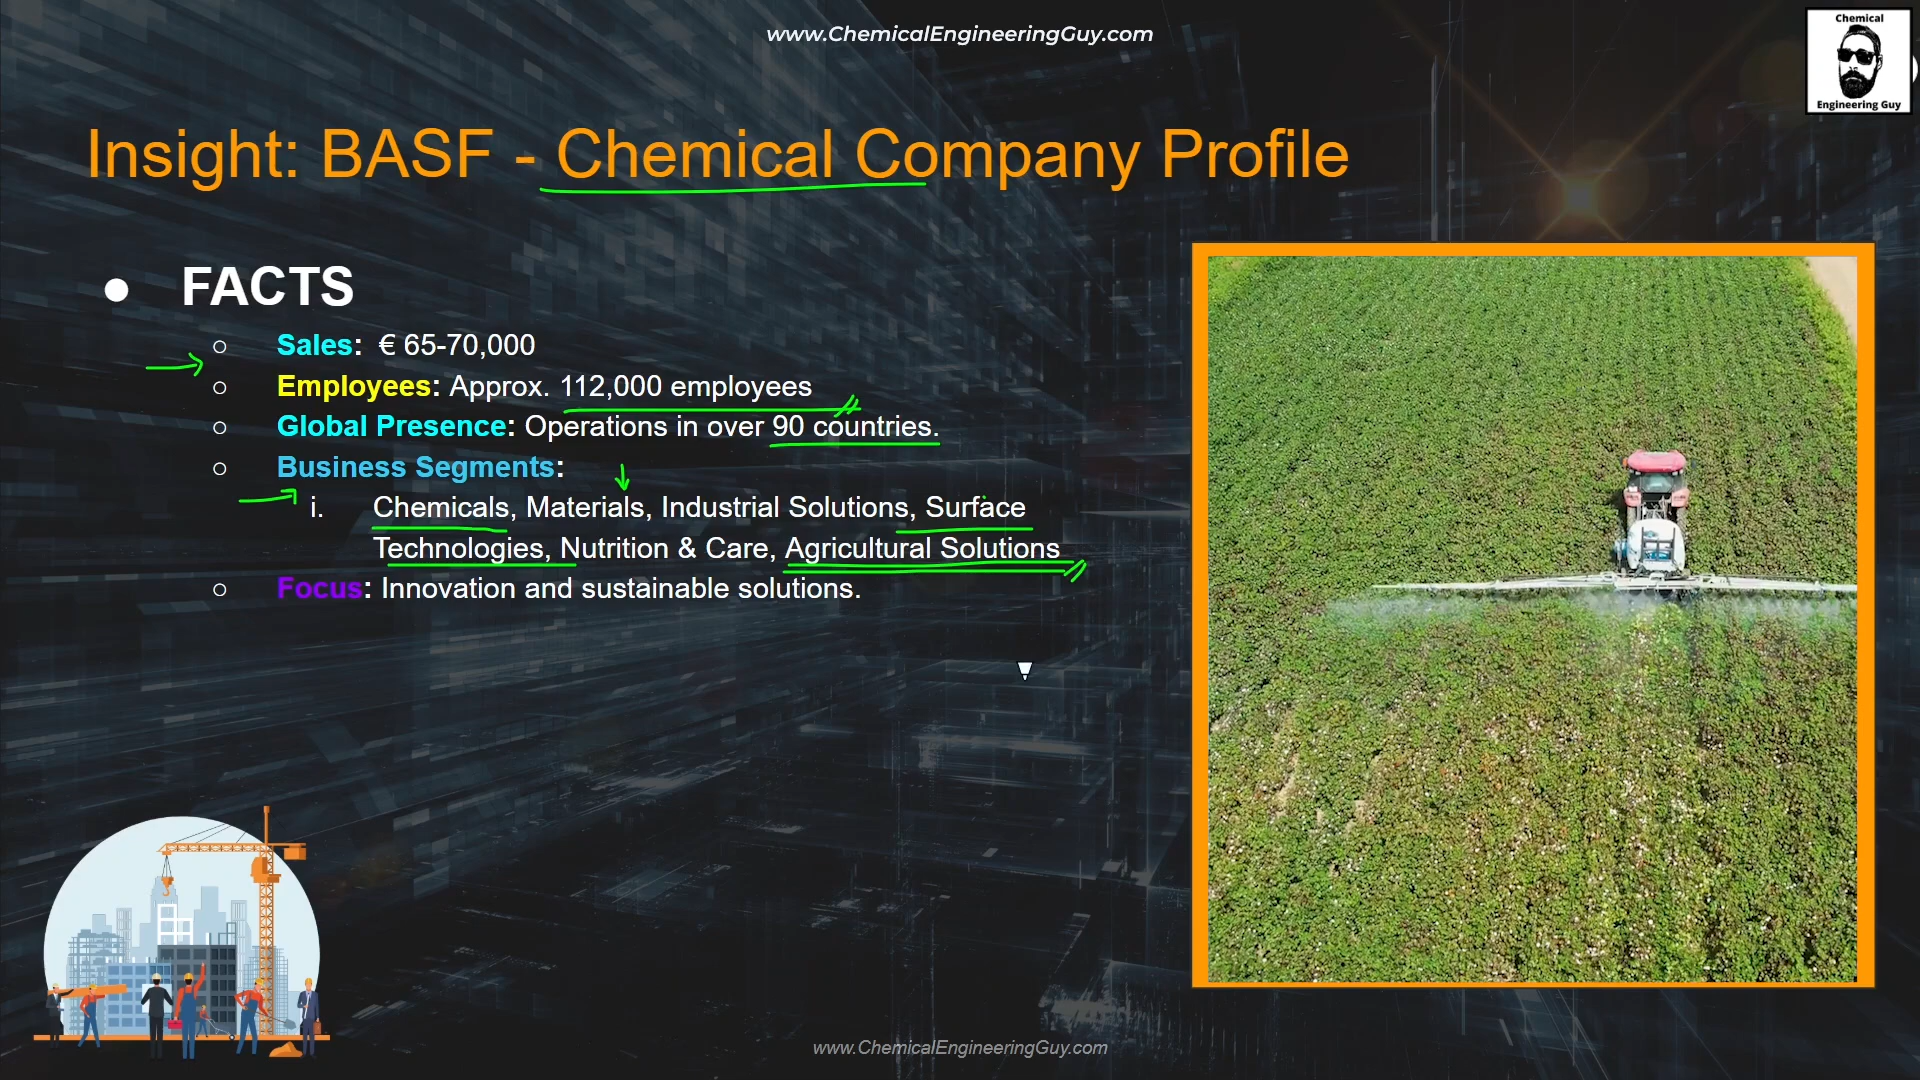 www.ChemicalEngineeringGuy.com
Chemical
Engineering Guy
Insight: BASF - Chemical Company Profile
● FACTS
○ Sales: € 65-70,000
○ Employees: Approx. 112,000 employees
○ Global Presence: Operations in over 90 countries.
○ Business Segments:
i. Chemicals, Materials, Industrial Solutions, Surface
Technologies, Nutrition & Care, Agricultural Solutions
○ Focus: Innovation and sustainable solutions.
www.ChemicalEngineeringGuy.com